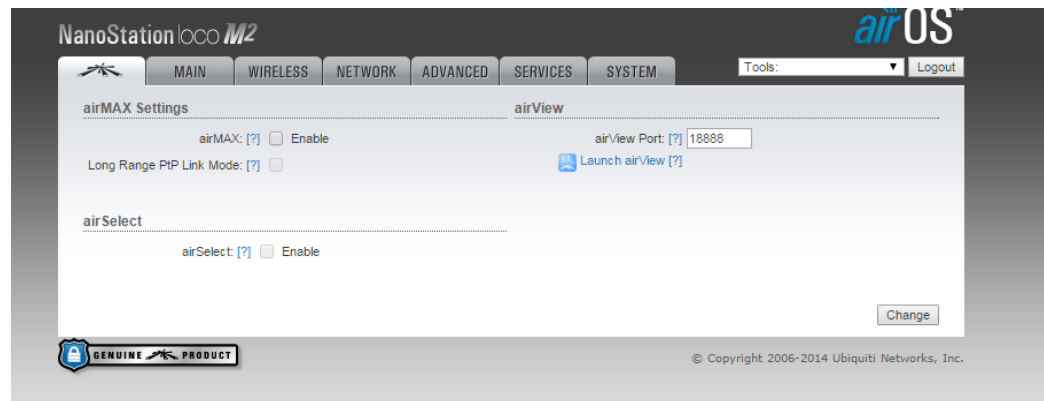 NanoStation loco M2
airOS™
MAIN
WIRELESS
NETWORK
ADVANCED
SERVICES
SYSTEM
Tools:
Logout
airMAX Settings
airMAX: [?] Enable
Long Range PtP Link Mode: [?]
airView
airView Port: [?] 18888
Launch airView [?]
airSelect
airSelect: [?] Enable
Change
GENUINE PRODUCT
© Copyright 2006-2014 Ubiquiti Networks, Inc.